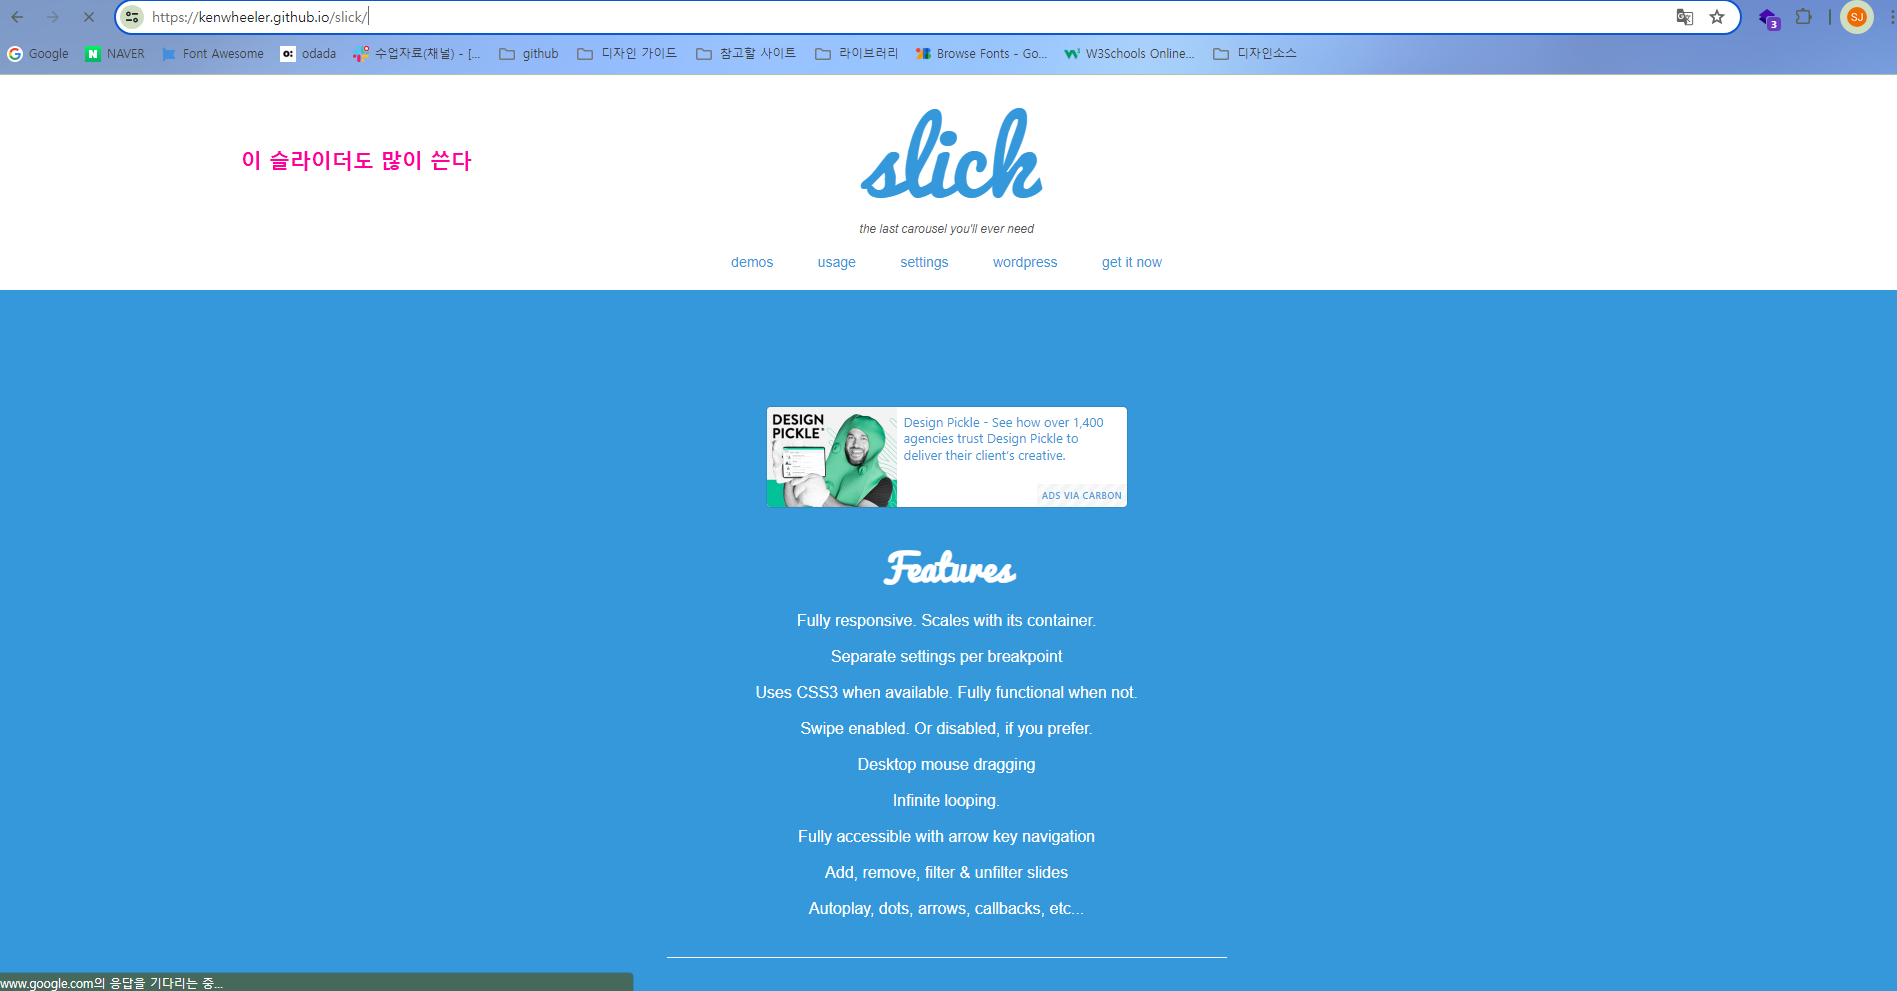 https://kenwheeler.github.io/slick/
3
SJ
Google
NAVER
Font Awesome
odada
수업자료(채널) - [...
github
디자인 가이드
참고할 사이트
라이브러리
Browse Fonts - Go...
W3Schools Online...
디자인소스
slick
이 슬라이더도 많이 쓴다
the last carousel you'll ever need
demos
usage
settings
wordpress
get it now
DESIGN
PICKLE
Design Pickle - See how over 1,400
agencies trust Design Pickle to
deliver their client's creative.
ADS VIA CARBON
Features
Fully responsive. Scales with its container.
Separate settings per breakpoint
Uses CSS3 when available. Fully functional when not.
Swipe enabled. Or disabled, if you prefer.
Desktop mouse dragging
Infinite looping.
Fully accessible with arrow key navigation
Add, remove, filter & unfilter slides
Autoplay, dots, arrows, callbacks, etc...
www.google.com의 응답을 기다리는 중...